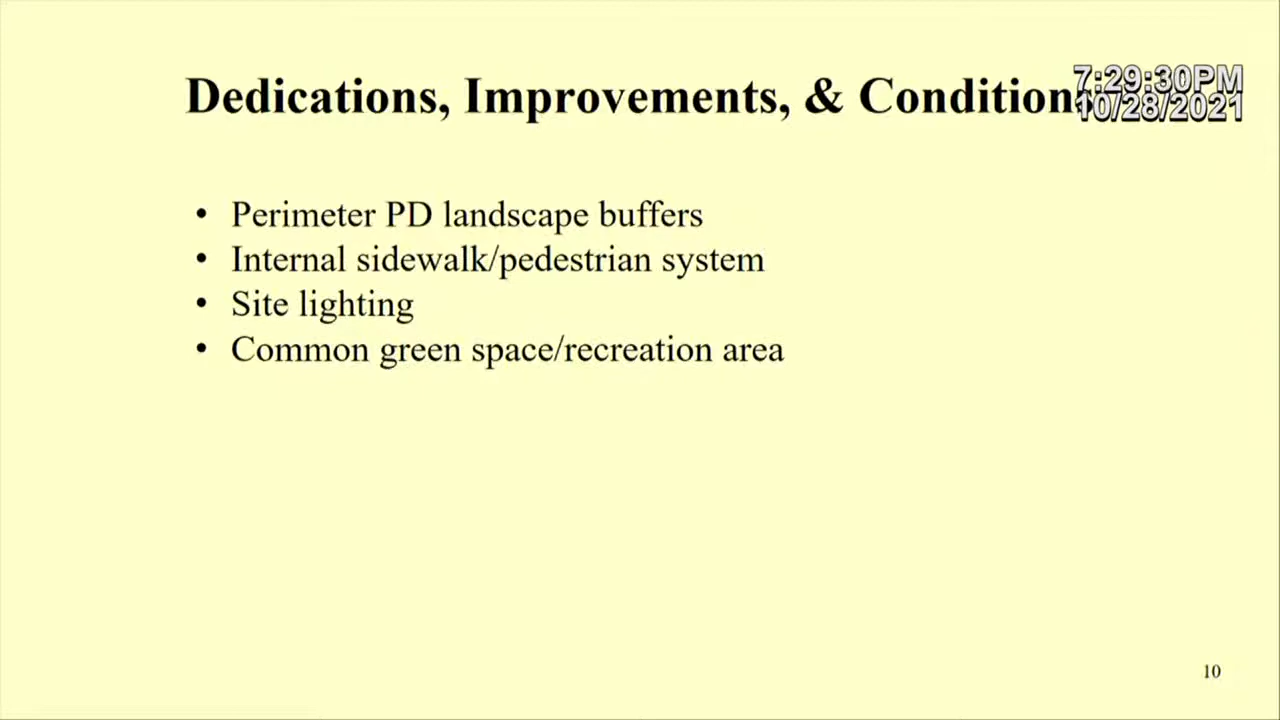 Dedications, Improvements, & Condition
7:29:30PM
10/28/2021
• Perimeter PD landscape buffers
• Internal sidewalk/pedestrian system
• Site lighting
• Common green space/recreation area
10